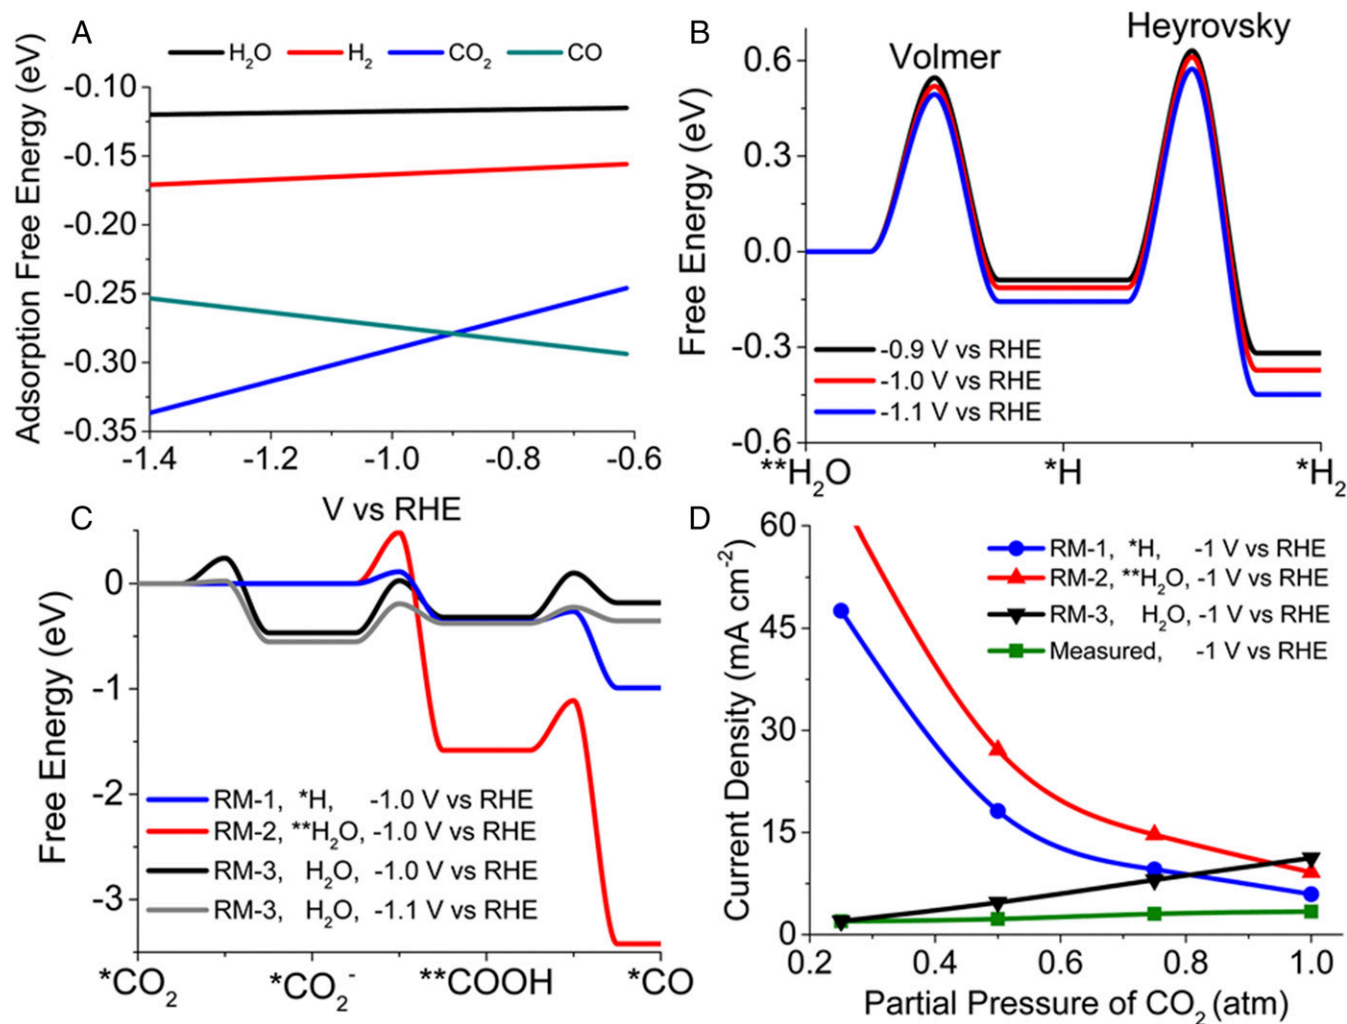 A
H₂O H₂ CO₂ CO
Adsorption Free Energy (eV)
-0.10
-0.15
-0.20
-0.25
-0.30
-0.35
-1.4 -1.2 -1.0 -0.8 -0.6
V vs RHE
B
Volmer
Heyrovsky
Free Energy (eV)
0.6
0.3
0.0
-0.3
-0.6
-0.9 V vs RHE
-1.0 V vs RHE
-1.1 V vs RHE
**H₂O *H *H₂
C
Free Energy (eV)
0
-1
-2
-3
RM-1, *H, -1.0 V vs RHE
RM-2, **H₂O, -1.0 V vs RHE
RM-3, H₂O, -1.0 V vs RHE
RM-3, H₂O, -1.1 V vs RHE
*CO₂ *CO₂⁻ **COOH *CO
D
Current Density (mA cm⁻²)
60
45
30
15
0
RM-1, *H, -1 V vs RHE
RM-2, **H₂O, -1 V vs RHE
RM-3, H₂O, -1 V vs RHE
Measured, -1 V vs RHE
0.2 0.4 0.6 0.8 1.0
Partial Pressure of CO₂ (atm)